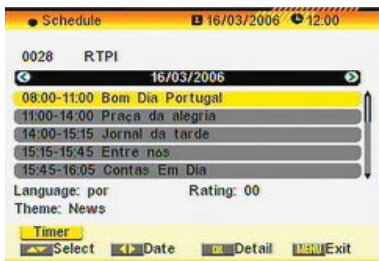 Schedule 16/03/2006 12:00
0028 RTPI
16/03/2006
08:00-11:00 Bom Dia Portugal
11:00-14:00 Praça da alegria
14:00-15:15 Jornal da tarde
15:15-15:45 Entre nos
15:45-16:05 Contas Em Dia
Language: por Rating: 00
Theme: News
Timer
Select Date OK Detail MENU Exit